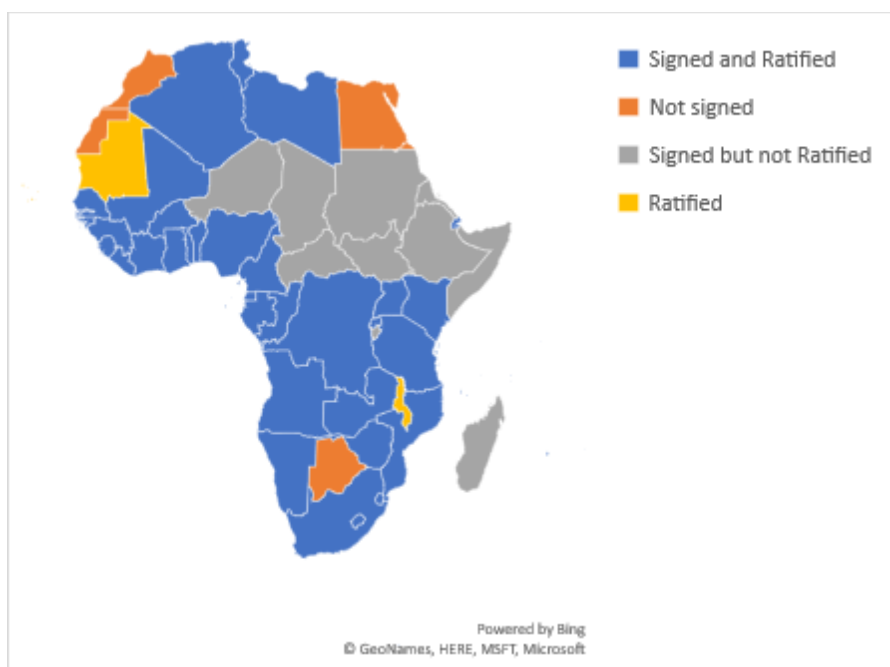 Signed and Ratified
Not signed
Signed but not Ratified
Ratified
Powered by Bing
© GeoNames, HERE, MSFT, Microsoft